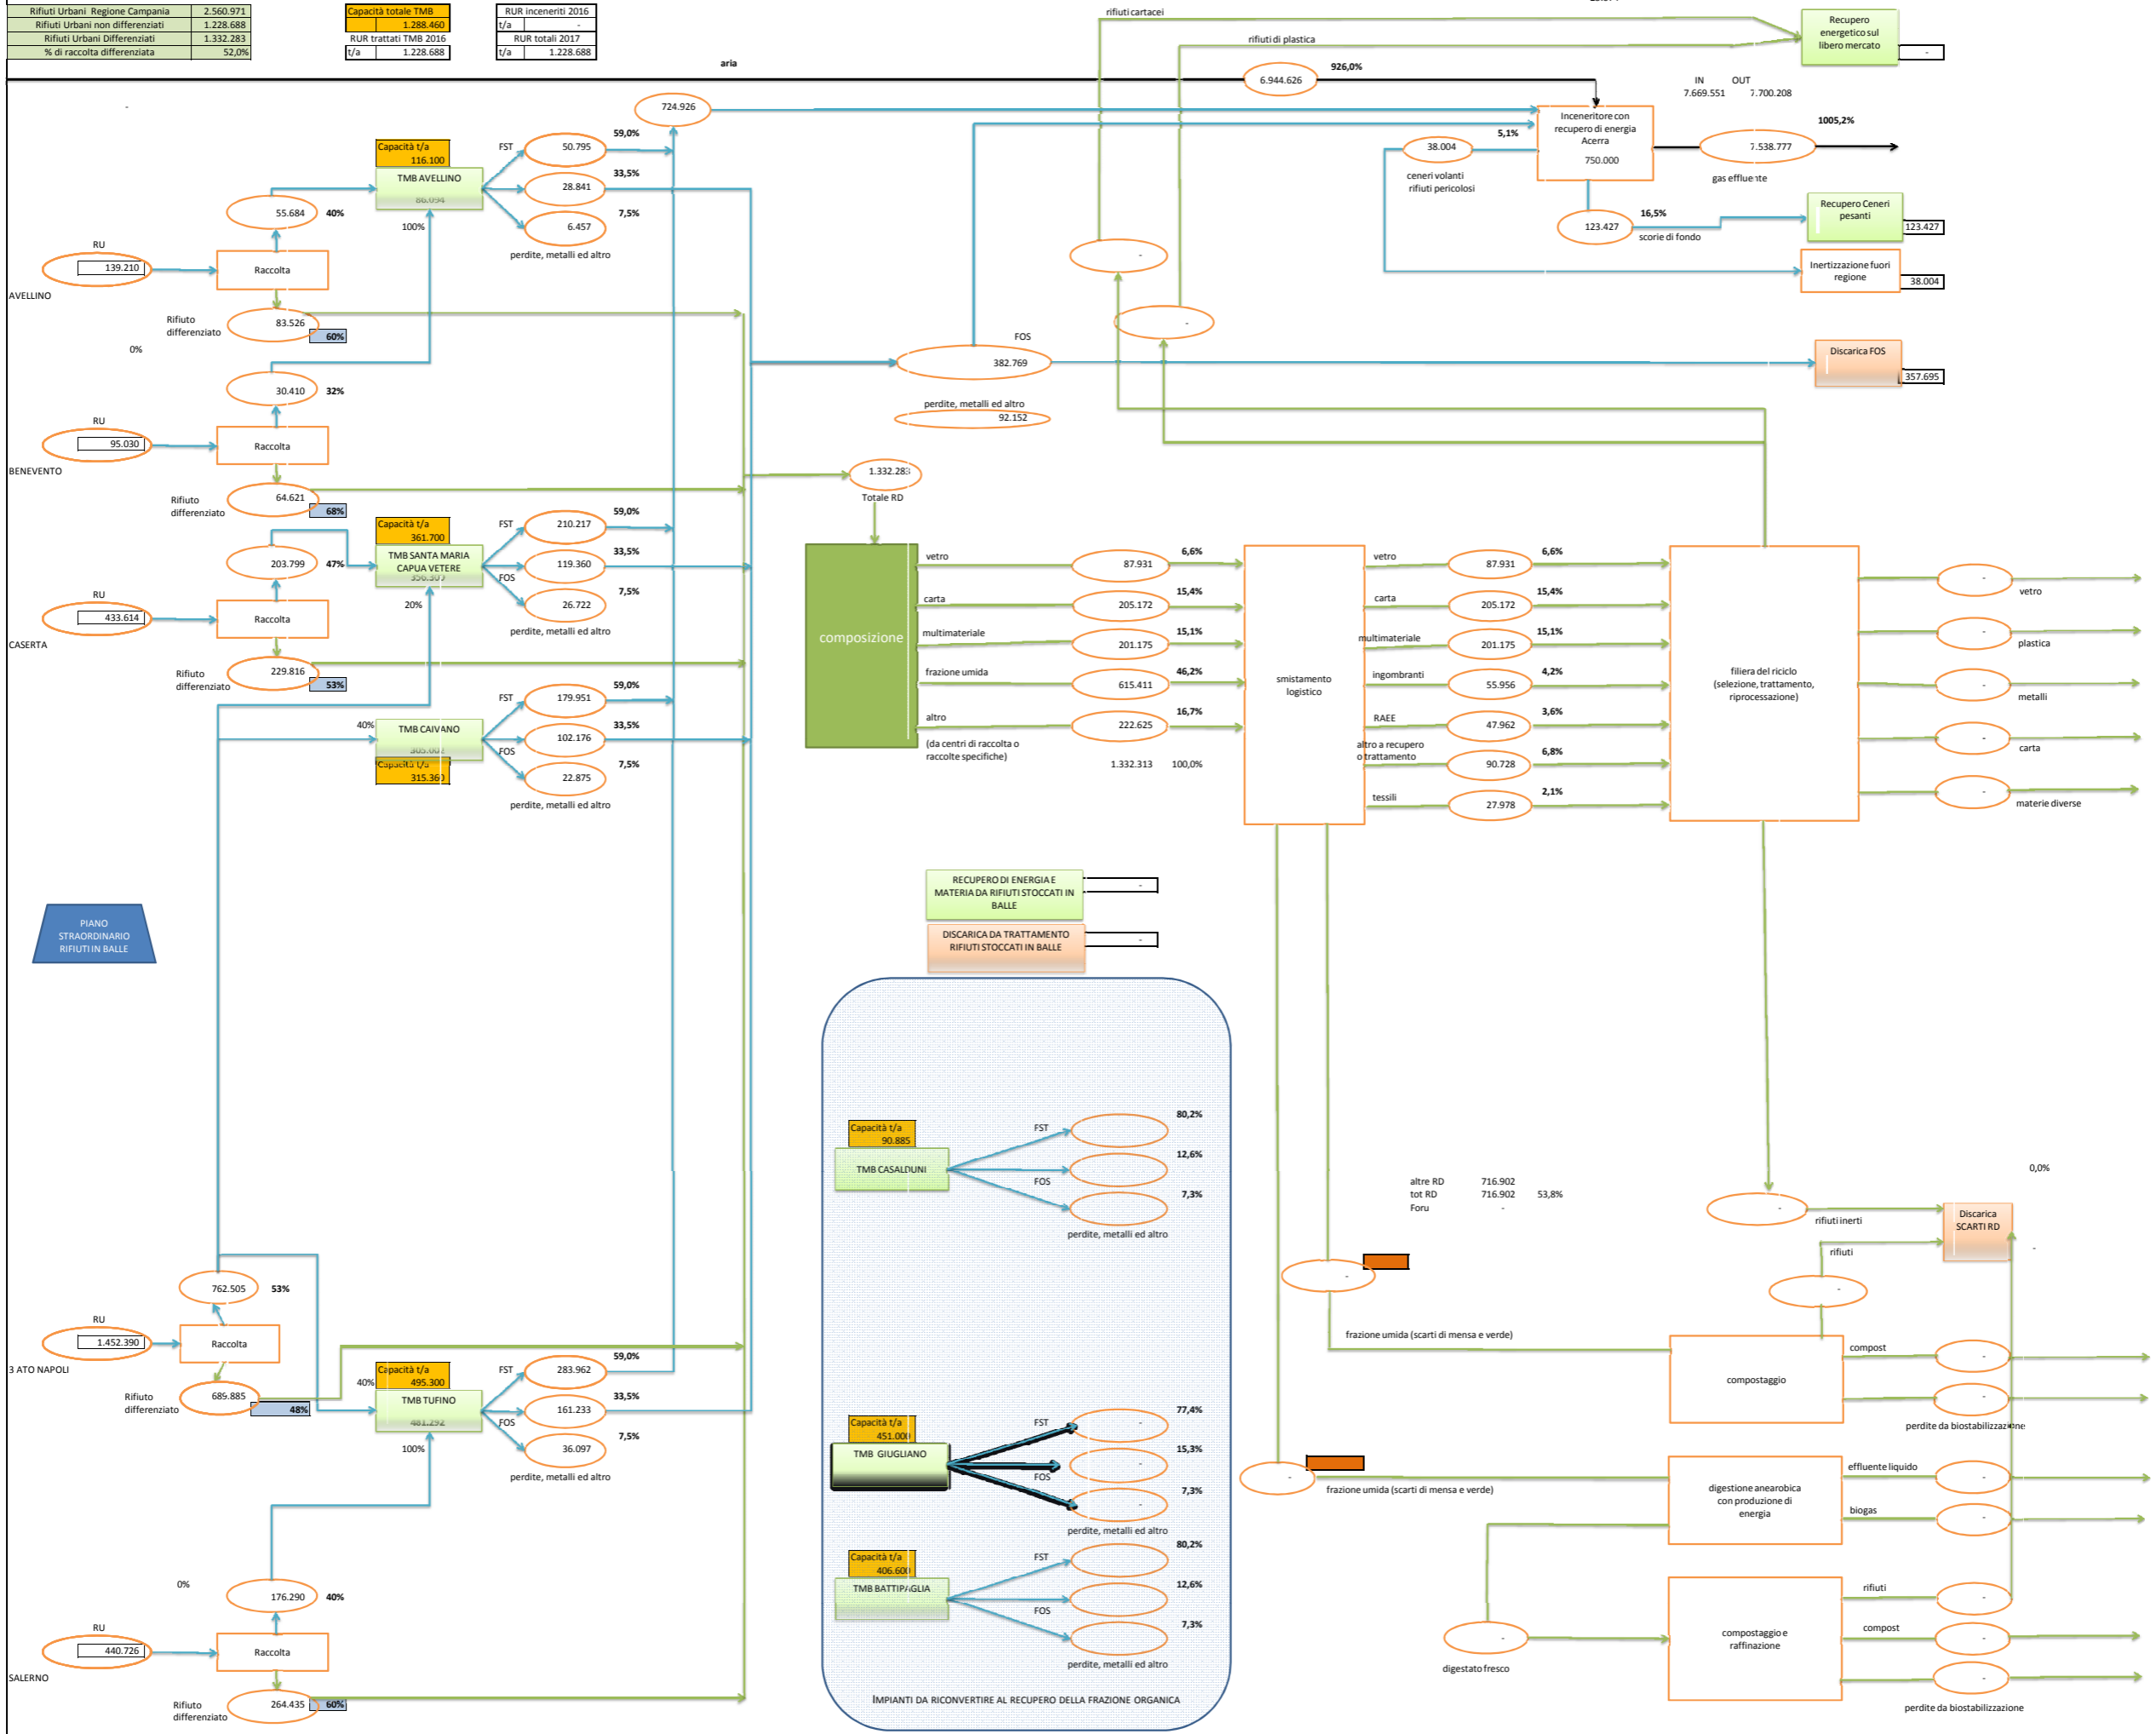 Rifiuti Urbani Regione Campania 2.560.971
Rifiuti Urbani non differenziati 1.228.688
Rifiuti Urbani Differenziati 1.332.283
% di raccolta differenziata 52,0%
Capacità totale TMB
1.288.460
RUR trattati TMB 2016
t/a 1.228.688
RUR inceneriti 2016
t/a -
RUR totali 2017
t/a 1.228.688
rifiuti cartacei
rifiuti di plastica
Recupero
energetico sul
libero mercato
-
aria
6.944.626
926,0%
IN OUT
7.669.551 7.700.208
-
724.926
Inceneritore con
recupero di energia
Acerra
750.000
5,1%
38.004
ceneri volanti
rifiuti pericolosi
1005,2%
7.538.777
gas effluente
16,5%
123.427
scorie di fondo
Recupero Ceneri
pesanti
123.427
Inertizzazione fuori
regione
38.004
Capacità t/a
116.100
TMB AVELLINO
86.094
100%
FST
50.795
59,0%
28.841
33,5%
6.457
7,5%
perdite, metalli ed altro
55.684
40%
RU
139.210
Raccolta
AVELLINO
Rifiuto
differenziato
83.526
60%
0%
-
-
FOS
382.769
Discarica FOS
357.695
perdite, metalli ed altro
92.152
30.410
32%
RU
95.030
Raccolta
BENEVENTO
Rifiuto
differenziato
64.621
68%
1.332.283
Totale RD
Capacità t/a
361.700
TMB SANTA MARIA
CAPUA VETERE
356.305
20%
FST
210.217
59,0%
119.360
33,5%
FOS
26.722
7,5%
perdite, metalli ed altro
203.799
47%
RU
433.614
Raccolta
CASERTA
Rifiuto
differenziato
229.816
53%
40%
TMB CAIVANO
305.002
Capacità t/a
315.360
FST
179.951
59,0%
102.176
33,5%
FOS
22.875
7,5%
perdite, metalli ed altro
composizione
vetro
87.931
6,6%
carta
205.172
15,4%
multimateriale
201.175
15,1%
frazione umida
615.411
46,2%
altro
222.625
16,7%
(da centri di raccolta o
raccolte specifiche)
1.332.313 100,0%
smistamento
logistico
vetro
87.931
6,6%
carta
205.172
15,4%
multimateriale
201.175
15,1%
ingombranti
55.956
4,2%
RAEE
47.962
3,6%
altro a recupero
o trattamento
90.728
6,8%
tessili
27.978
2,1%
filiera del riciclo
(selezione, trattamento,
riprocessazione)
-
vetro
-
plastica
-
metalli
-
carta
-
materie diverse
PIANO
STRAORDINARIO
RIFIUTI IN BALLE
RECUPERO DI ENERGIA E
MATERIA DA RIFIUTI STOCCATI IN
BALLE
-
DISCARICA DA TRATTAMENTO
RIFIUTI STOCCATI IN BALLE
-
Capacità t/a
90.885
TMB CASALDUNI
FST
80,2%
12,6%
FOS
7,3%
perdite, metalli ed altro
altre RD 716.902
tot RD 716.902 53,8%
Foru -
0,0%
-
rifiuti inerti
Discarica
SCARTI RD
rifiuti
-
-
-
762.505
53%
RU
1.452.390
Raccolta
3 ATO NAPOLI
Rifiuto
differenziato
689.885
48%
Capacità t/a
495.300
40%
TMB TUFINO
481.292
100%
FST
283.962
59,0%
161.233
33,5%
FOS
36.097
7,5%
perdite, metalli ed altro
frazione umida (scarti di mensa e verde)
compostaggio
compost
-
-
perdite da biostabilizzazione
Capacità t/a
451.000
TMB GIUGLIANO
FST
-
77,4%
-
15,3%
FOS
-
7,3%
perdite, metalli ed altro
-
frazione umida (scarti di mensa e verde)
digestione anearobica
con produzione di
energia
effluente liquido
-
biogas
-
Capacità t/a
406.600
TMB BATTIPAGLIA
FST
80,2%
12,6%
FOS
7,3%
perdite, metalli ed altro
IMPIANTI DA RICONVERTIRE AL RECUPERO DELLA FRAZIONE ORGANICA
0%
176.290
40%
RU
440.726
Raccolta
SALERNO
Rifiuto
differenziato
264.435
60%
-
digestato fresco
compostaggio e
raffinazione
rifiuti
-
compost
-
-
perdite da biostabilizzazione